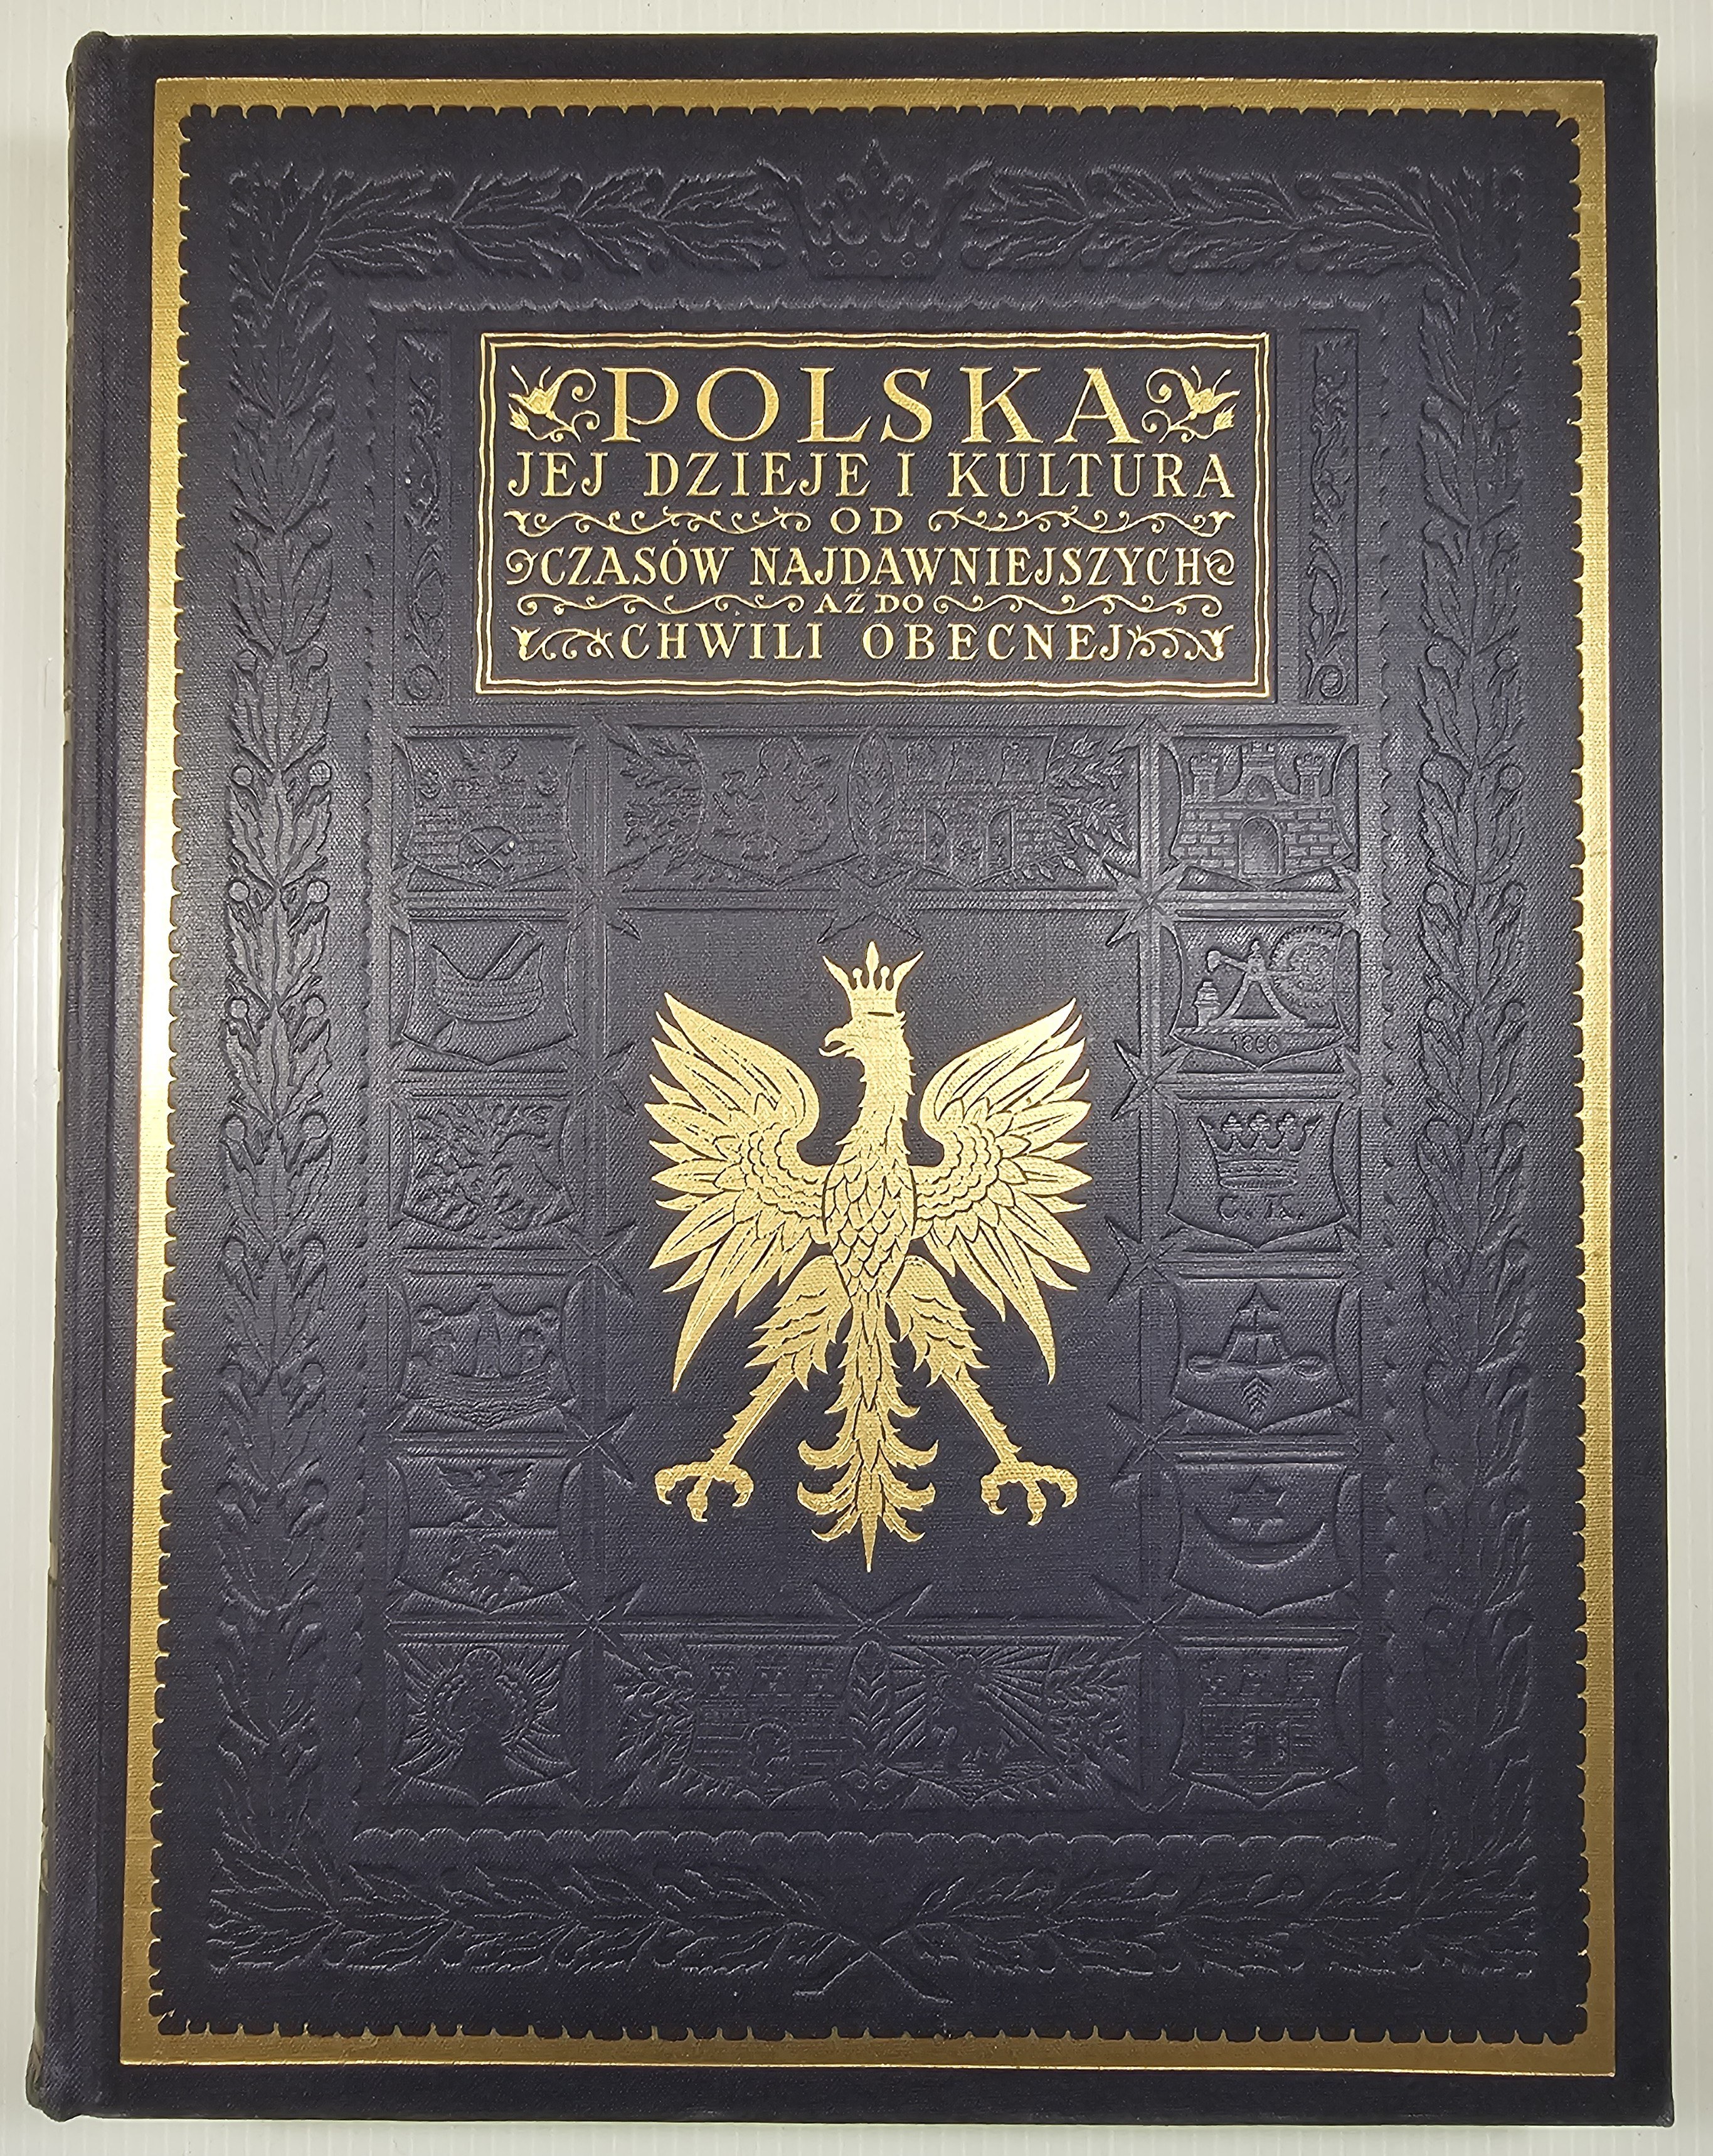 POLSKA
JEJ DZIEJE I KULTURA
OD
CZASÓW NAJDAWNIEJSZYCH
AŻ DO
CHWILI OBECNEJ
C. K.